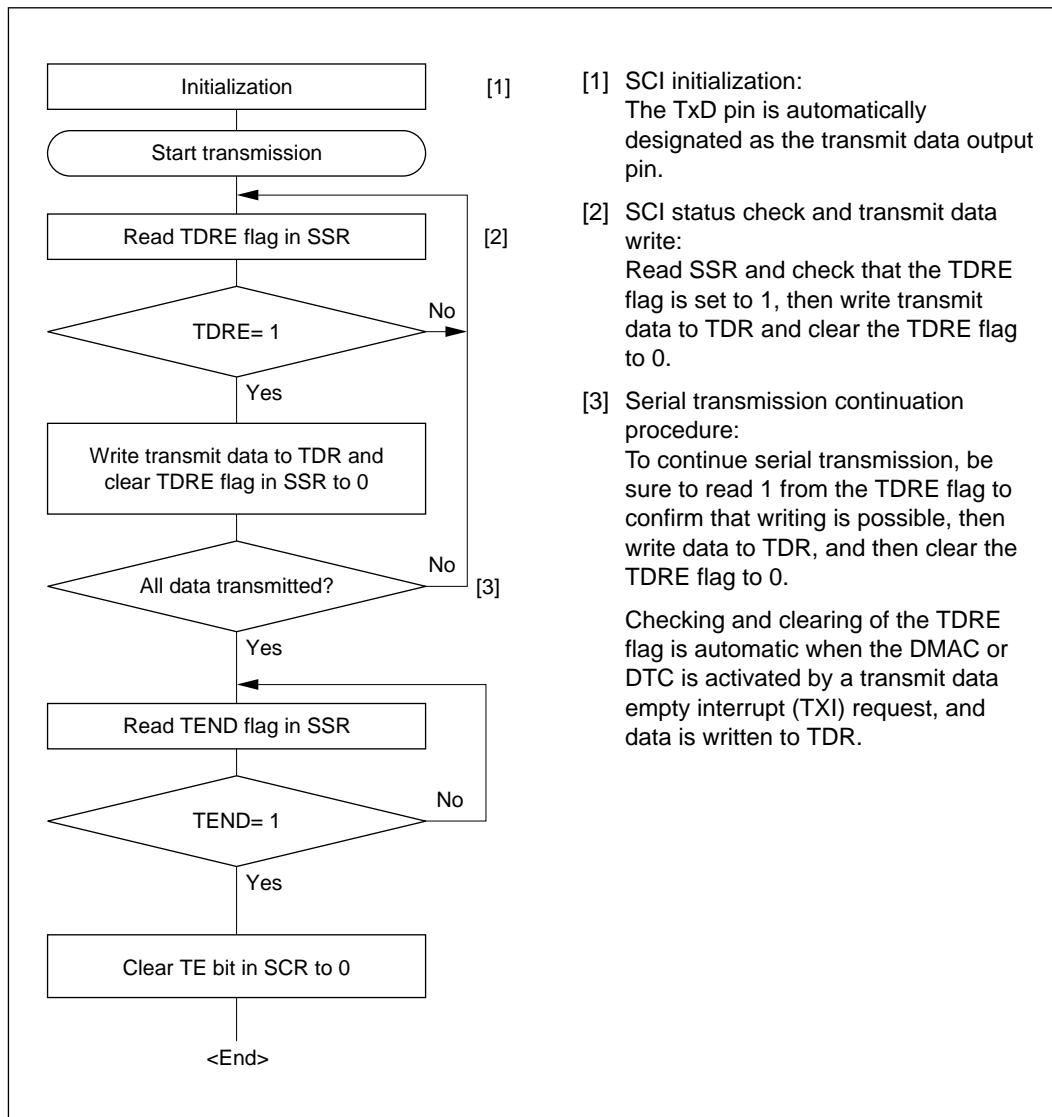 Initialization
[1]
Start transmission
Read TDRE flag in SSR
[2]
No
TDRE= 1
Yes
Write transmit data to TDR and
clear TDRE flag in SSR to 0
No
All data transmitted?
[3]
Yes
Read TEND flag in SSR
No
TEND= 1
Yes
Clear TE bit in SCR to 0
<End>
[1] SCI initialization:
The TxD pin is automatically
designated as the transmit data output
pin.
[2] SCI status check and transmit data
write:
Read SSR and check that the TDRE
flag is set to 1, then write transmit
data to TDR and clear the TDRE flag
to 0.
[3] Serial transmission continuation
procedure:
To continue serial transmission, be
sure to read 1 from the TDRE flag to
confirm that writing is possible, then
write data to TDR, and then clear the
TDRE flag to 0.
Checking and clearing of the TDRE
flag is automatic when the DMAC or
DTC is activated by a transmit data
empty interrupt (TXI) request, and
data is written to TDR.